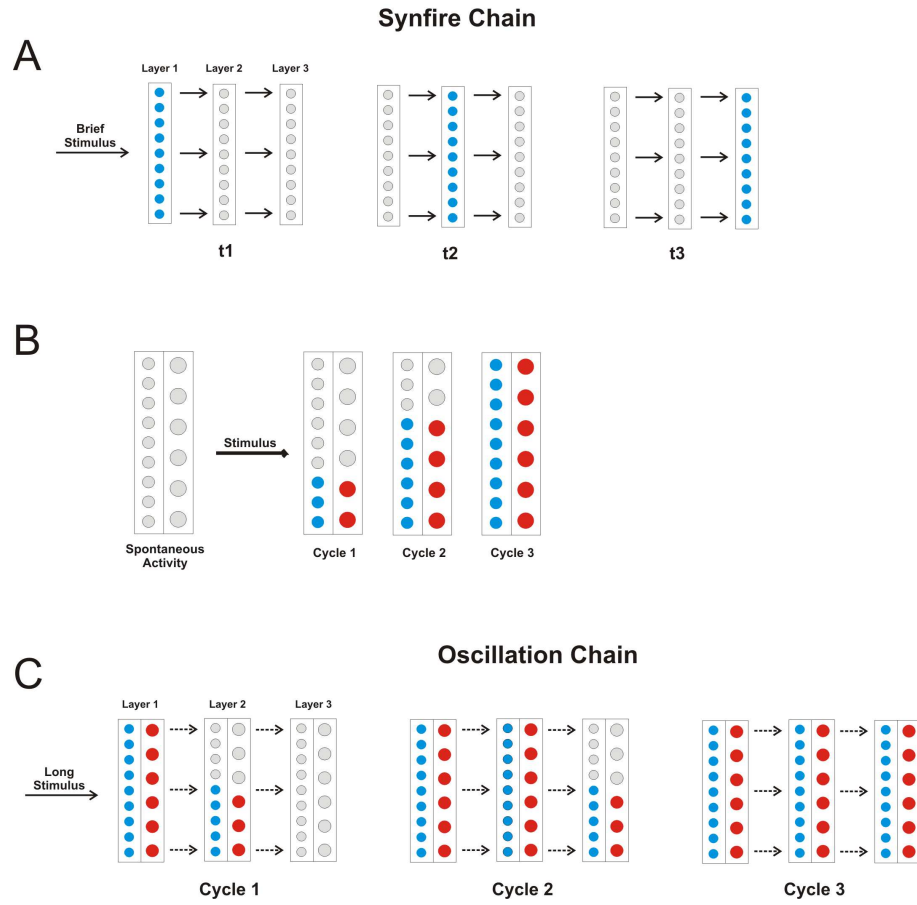 Synfire Chain
A
Layer 1 Layer 2 Layer 3
Brief
Stimulus
t1 t2 t3
B
Stimulus
Spontaneous
Activity
Cycle 1 Cycle 2 Cycle 3
Oscillation Chain
C
Layer 1 Layer 2 Layer 3
Long
Stimulus
Cycle 1 Cycle 2 Cycle 3